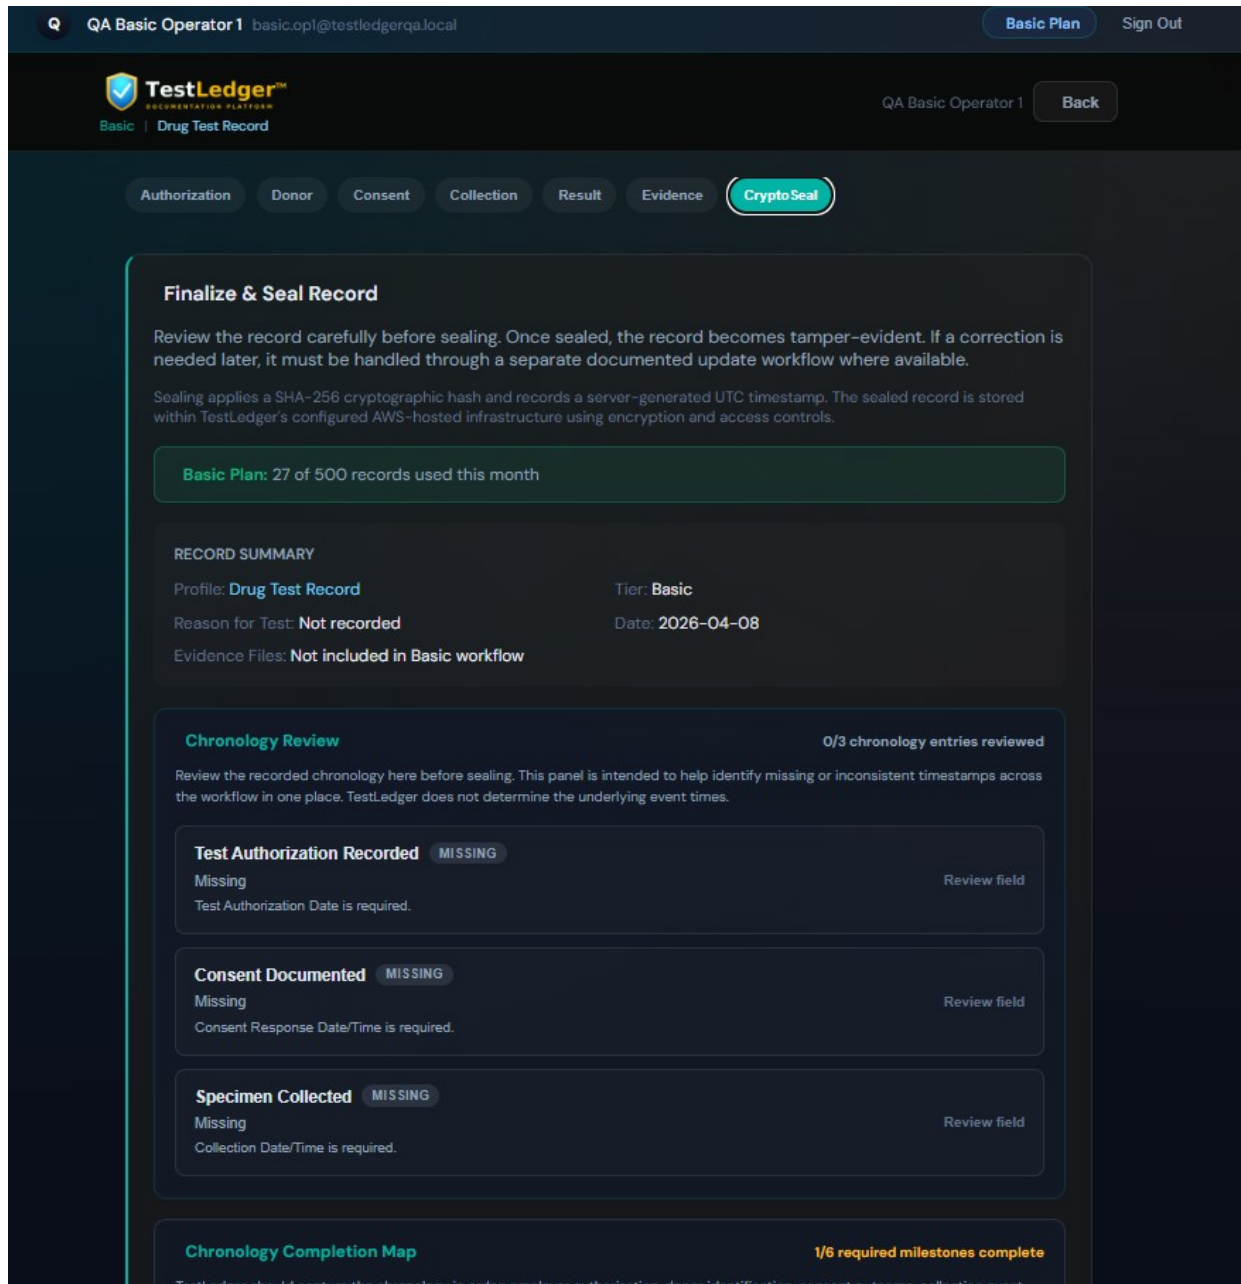 Q QA Basic Operator 1 basic.op1@testledgerqa.local Basic Plan Sign Out
TestLedger™
DOCUMENTATION PLATFORM
QA Basic Operator 1 Back
Basic | Drug Test Record
Authorization Donor Consent Collection Result Evidence CryptoSeal
Finalize & Seal Record
Review the record carefully before sealing. Once sealed, the record becomes tamper-evident. If a correction is
needed later, it must be handled through a separate documented update workflow where available.
Sealing applies a SHA-256 cryptographic hash and records a server-generated UTC timestamp. The sealed record is stored
within TestLedger's configured AWS-hosted infrastructure using encryption and access controls.
Basic Plan: 27 of 500 records used this month
RECORD SUMMARY
Profile: Drug Test Record Tier: Basic
Reason for Test: Not recorded Date: 2026-04-08
Evidence Files: Not included in Basic workflow
Chronology Review 0/3 chronology entries reviewed
Review the recorded chronology here before sealing. This panel is intended to help identify missing or inconsistent timestamps across
the workflow in one place. TestLedger does not determine the underlying event times.
Test Authorization Recorded MISSING
Missing Review field
Test Authorization Date is required.
Consent Documented MISSING
Missing Review field
Consent Response Date/Time is required.
Specimen Collected MISSING
Missing Review field
Collection Date/Time is required.
Chronology Completion Map 1/6 required milestones complete